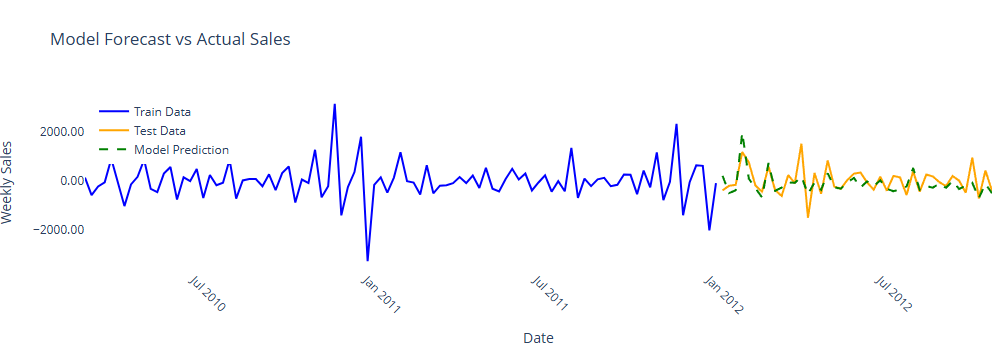 Model Forecast vs Actual Sales
Train Data
Test Data
Model Prediction
Weekly Sales
2000.00
0.00
−2000.00
Jul 2010
Jan 2011
Jul 2011
Jan 2012
Jul 2012
Date